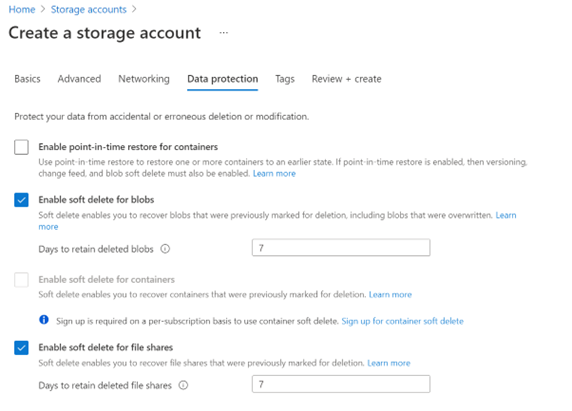 Home > Storage accounts >
Create a storage account ...
Basics Advanced Networking Data protection Tags Review + create
Protect your data from accidental or erroneous deletion or modification.
Enable point-in-time restore for containers
Use point-in-time restore to restore one or more containers to an earlier state. If point-in-time restore is enabled, then versioning,
change feed, and blob soft delete must also be enabled. Learn more
Enable soft delete for blobs
Soft delete enables you to recover blobs that were previously marked for deletion, including blobs that were overwritten. Learn
more
Days to retain deleted blobs 7
Enable soft delete for containers
Soft delete enables you to recover containers that were previously marked for deletion. Learn more
Sign up is required on a per-subscription basis to use container soft delete. Sign up for container soft delete
Enable soft delete for file shares
Soft delete enables you to recover file shares that were previously marked for deletion. Learn more
Days to retain deleted file shares 7